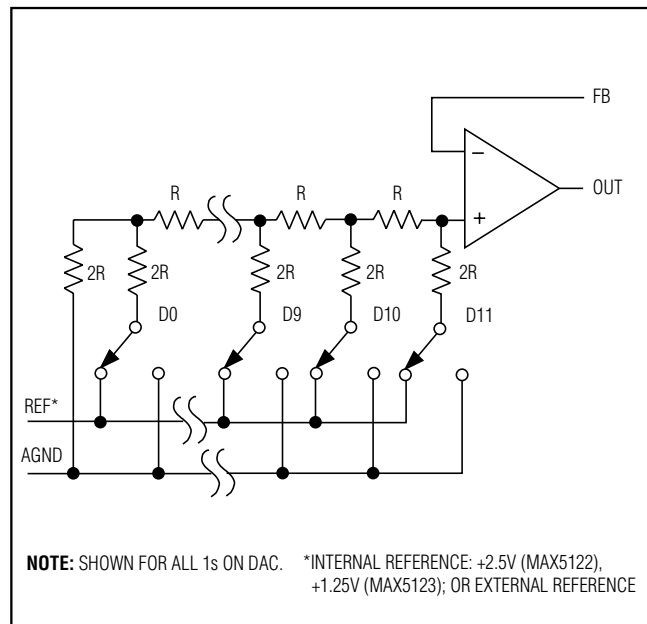 FB
OUT
−
+
R
R
R
2R
2R
2R
2R
2R
D0
D9
D10
D11
REF*
AGND
NOTE: SHOWN FOR ALL 1s ON DAC.
*INTERNAL REFERENCE: +2.5V (MAX5122),
+1.25V (MAX5123); OR EXTERNAL REFERENCE